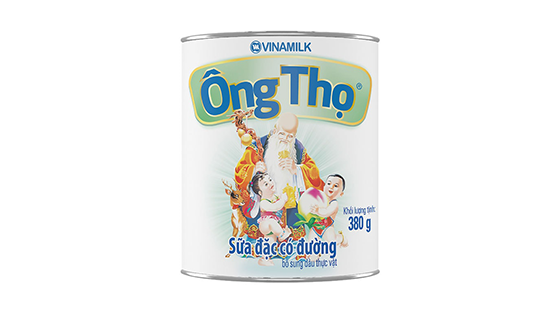 VINAMILK
Ông Thọ®
Khối lượng tịnh:
380 g
Sữa đặc có đường
bổ sung dầu thực vật